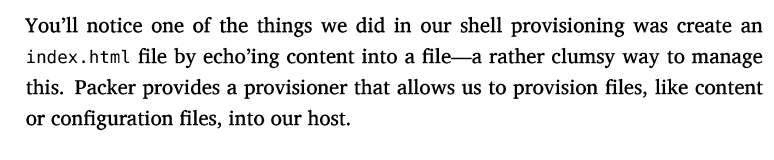 You’ll notice one of the things we did in our shell provisioning was create an
index.html file by echo’ing content into a file—a rather clumsy way to manage
this. Packer provides a provisioner that allows us to provision files, like content
or configuration files, into our host.